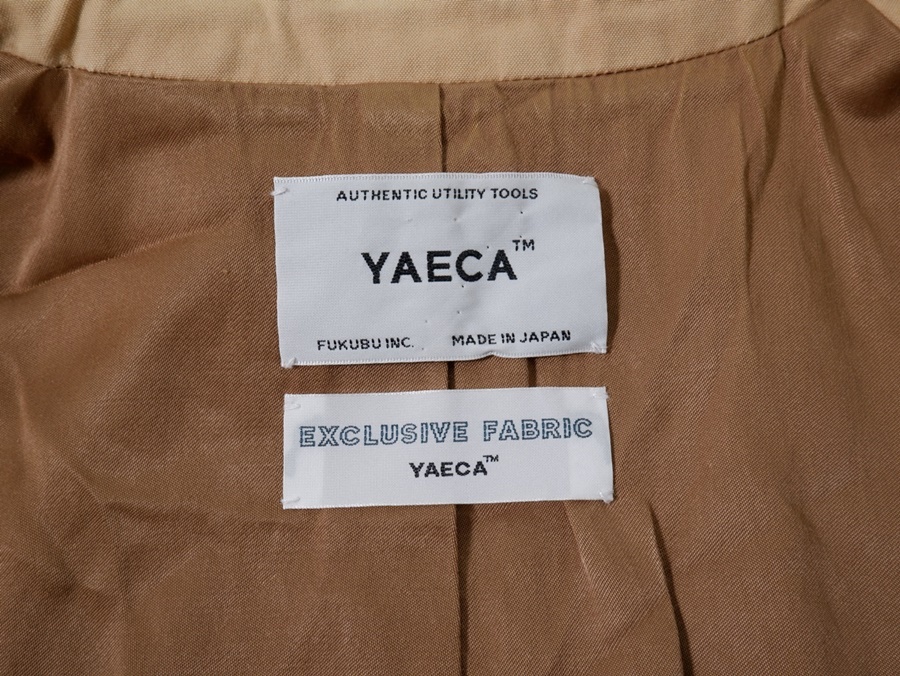 AUTHENTIC UTILITY TOOLS
YAECA™
FUKUBU INC. MADE IN JAPAN
EXCLUSIVE FABRIC
YAECA™